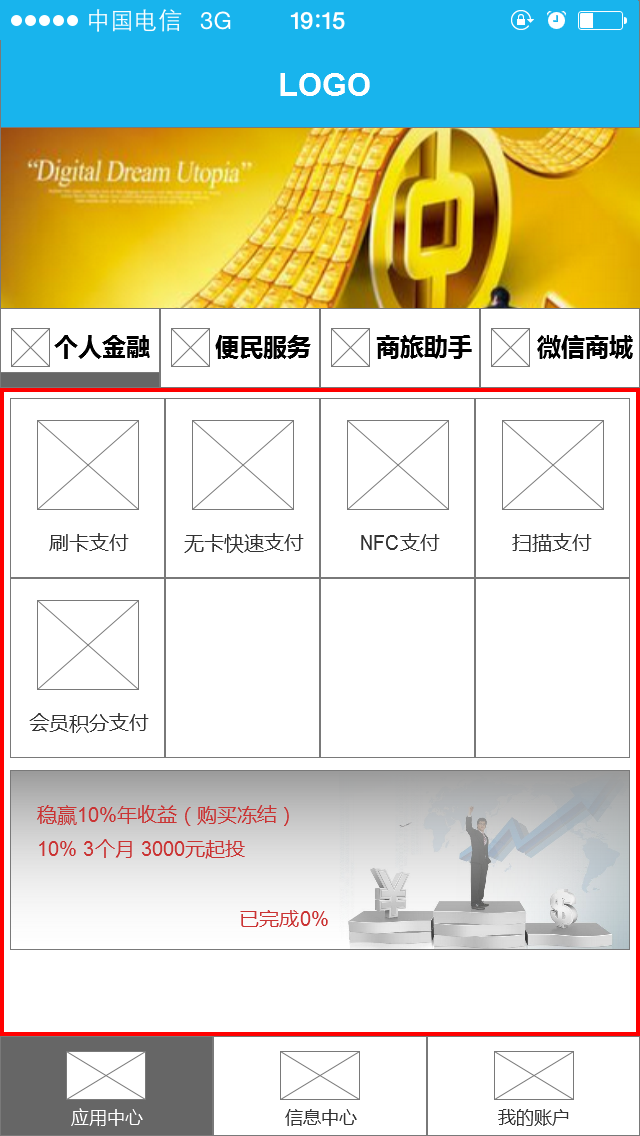 中国电信 3G 19:15
LOGO
“Digital Dream Utopia”
个人金融 便民服务 商旅助手 微信商城
刷卡支付 无卡快速支付 NFC支付 扫描支付
会员积分支付
稳赢10%年收益（购买冻结）
10% 3个月 3000元起投
已完成0%
应用中心 信息中心 我的账户